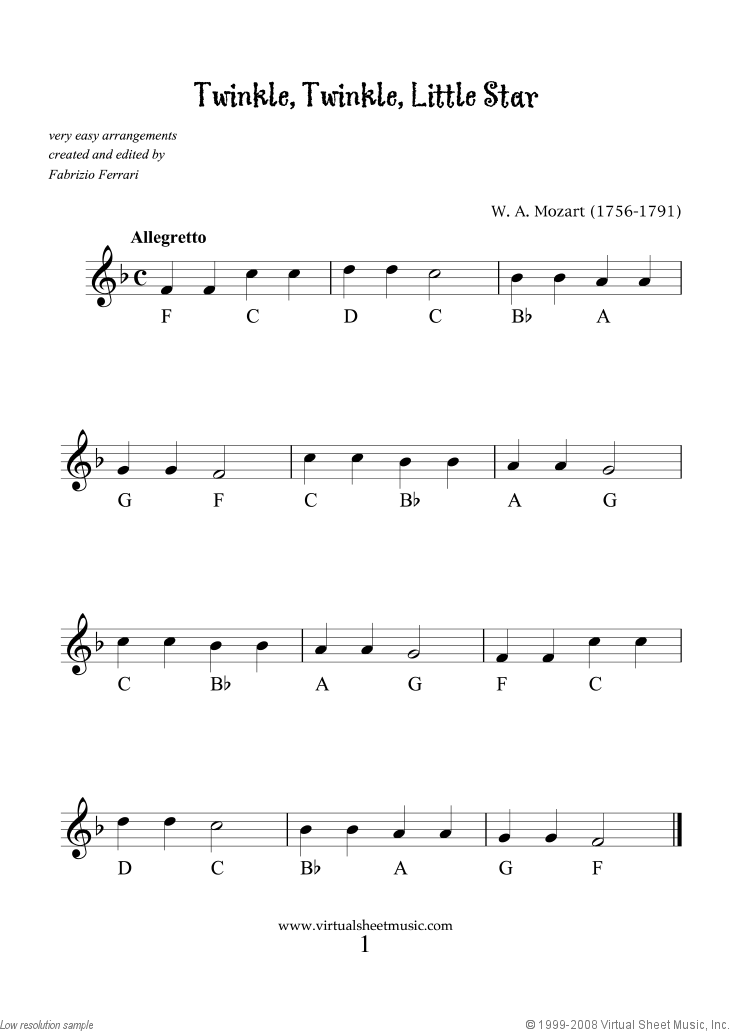 Twinkle, Twinkle, Little Star
very easy arrangements
created and edited by
Fabrizio Ferrari
W. A. Mozart (1756-1791)
Allegretto
F C D C B♭ A
G F C B♭ A G
C B♭ A G F C
D C B♭ A G F
www.virtualsheetmusic.com
1
Low resolution sample
© 1999-2008 Virtual Sheet Music, Inc.